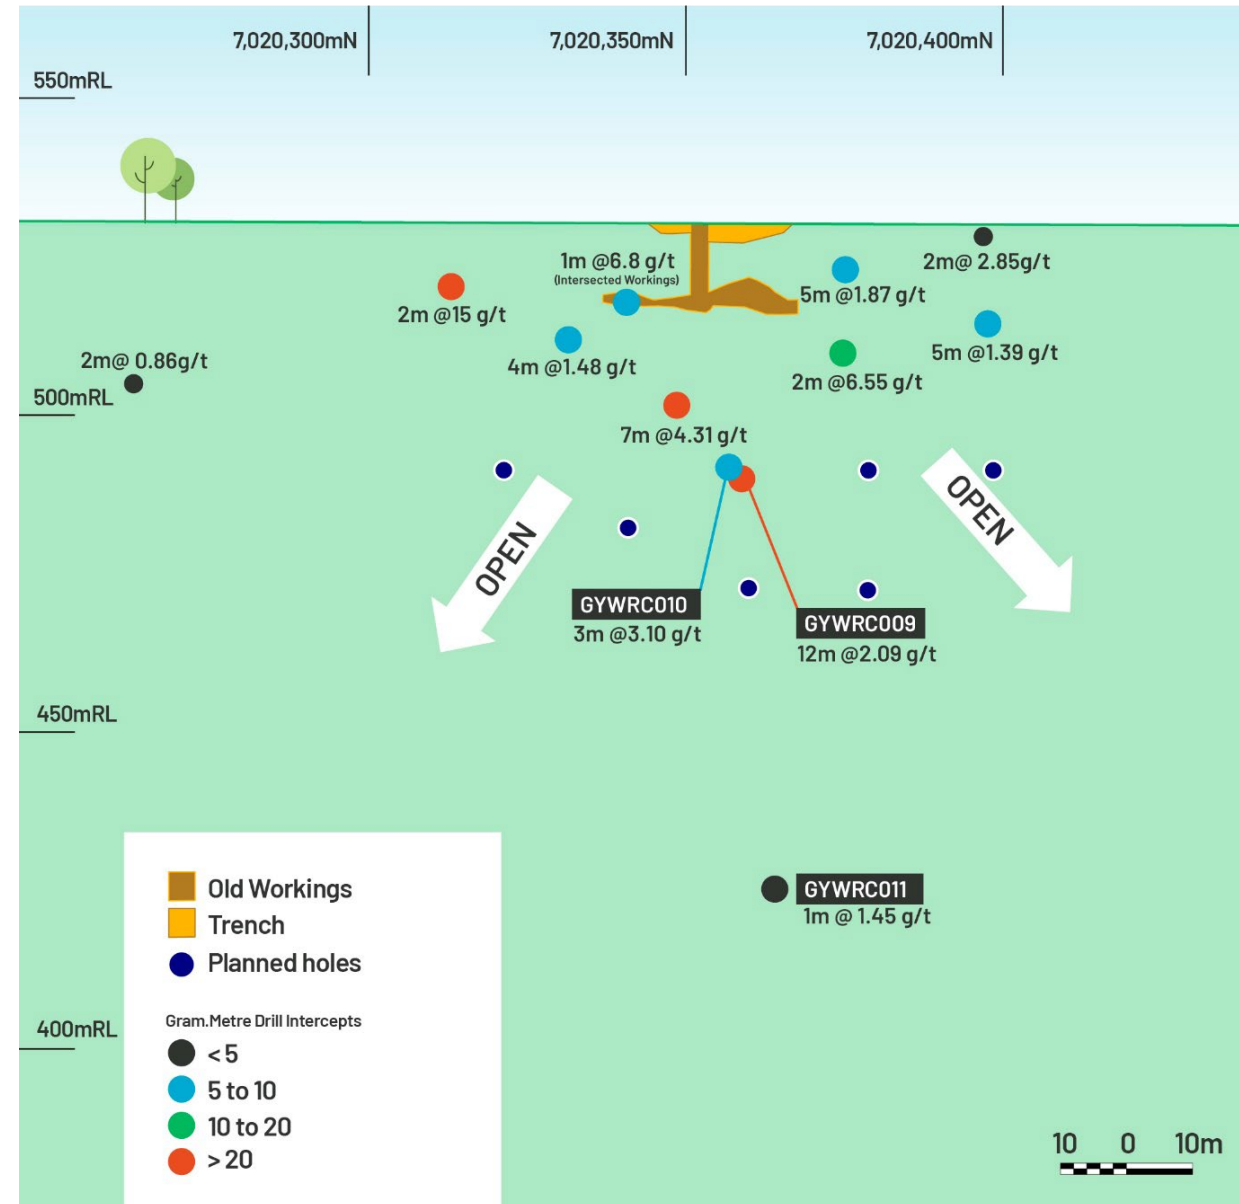 7,020,300mN
7,020,350mN
7,020,400mN
550mRL
1m @6.8 g/t
(Intersected Workings)
2m@ 2.85g/t
5m @1.87 g/t
2m @15 g/t
5m @1.39 g/t
2m@ 0.86g/t
4m @1.48 g/t
2m @6.55 g/t
500mRL
7m @4.31 g/t
OPEN
OPEN
GYWRC010
3m @3.10 g/t
GYWRC009
12m @2.09 g/t
450mRL
GYWRC011
1m @ 1.45 g/t
Old Workings
Trench
Planned holes
Gram.Metre Drill Intercepts
400mRL
< 5
5 to 10
10 to 20
> 20
10 0 10m